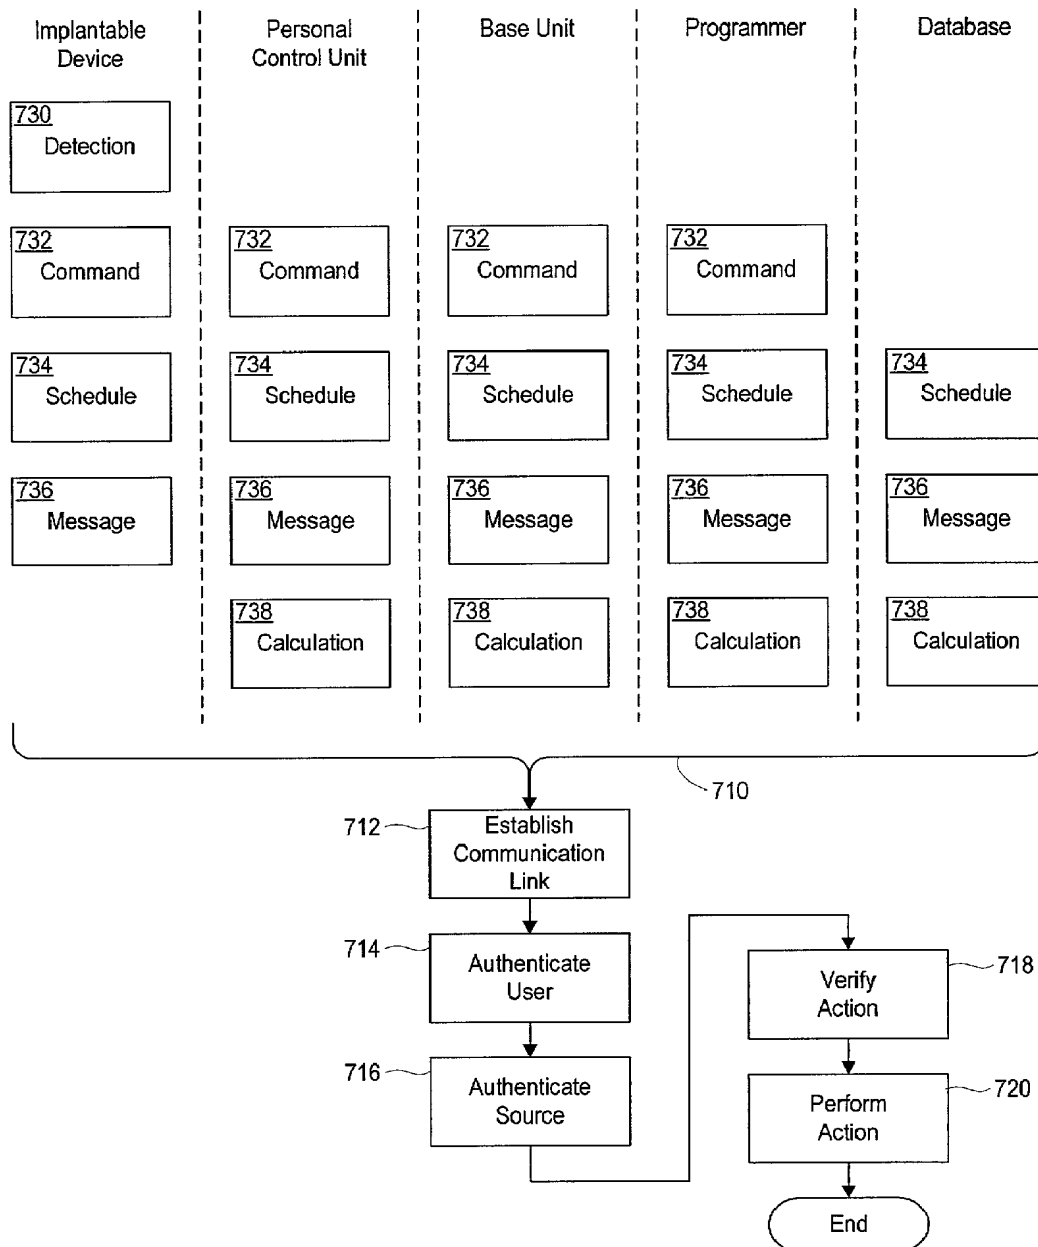 Implantable
Device
Personal
Control Unit
Base Unit
Programmer
Database
730
Detection
732
Command
732
Command
732
Command
732
Command
734
Schedule
734
Schedule
734
Schedule
734
Schedule
734
Schedule
736
Message
736
Message
736
Message
736
Message
736
Message
738
Calculation
738
Calculation
738
Calculation
738
Calculation
710
712
Establish
Communication
Link
714
Authenticate
User
716
Authenticate
Source
718
Verify
Action
720
Perform
Action
End